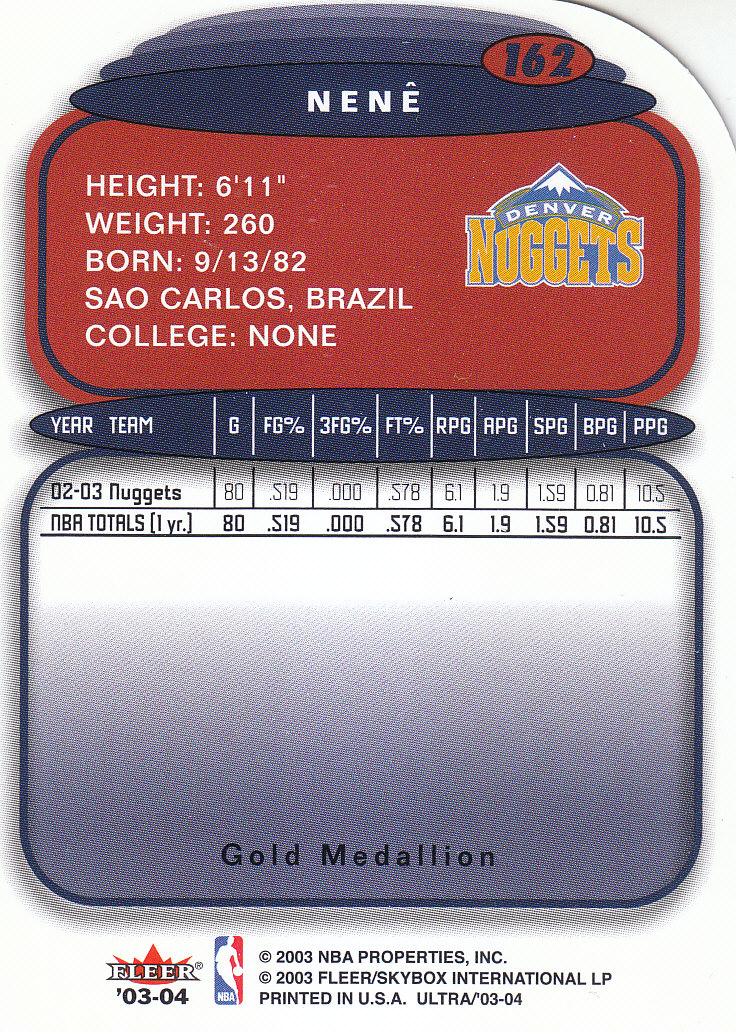 162
NENÊ
HEIGHT: 6'11"
WEIGHT: 260
BORN: 9/13/82
SAO CARLOS, BRAZIL
COLLEGE: NONE
DENVER
NUGGETS
YEAR TEAM G FG% 3FG% FT% RPG APG SPG BPG PPG
02-03 Nuggets 80 .519 .000 .578 6.1 1.9 1.59 0.81 10.5
NBA TOTALS (1 yr.) 80 .519 .000 .578 6.1 1.9 1.59 0.81 10.5
Gold Medallion
FLEER®
'03-04
NBA
© 2003 NBA PROPERTIES, INC.
© 2003 FLEER/SKYBOX INTERNATIONAL LP
PRINTED IN U.S.A. ULTRA/'03-04